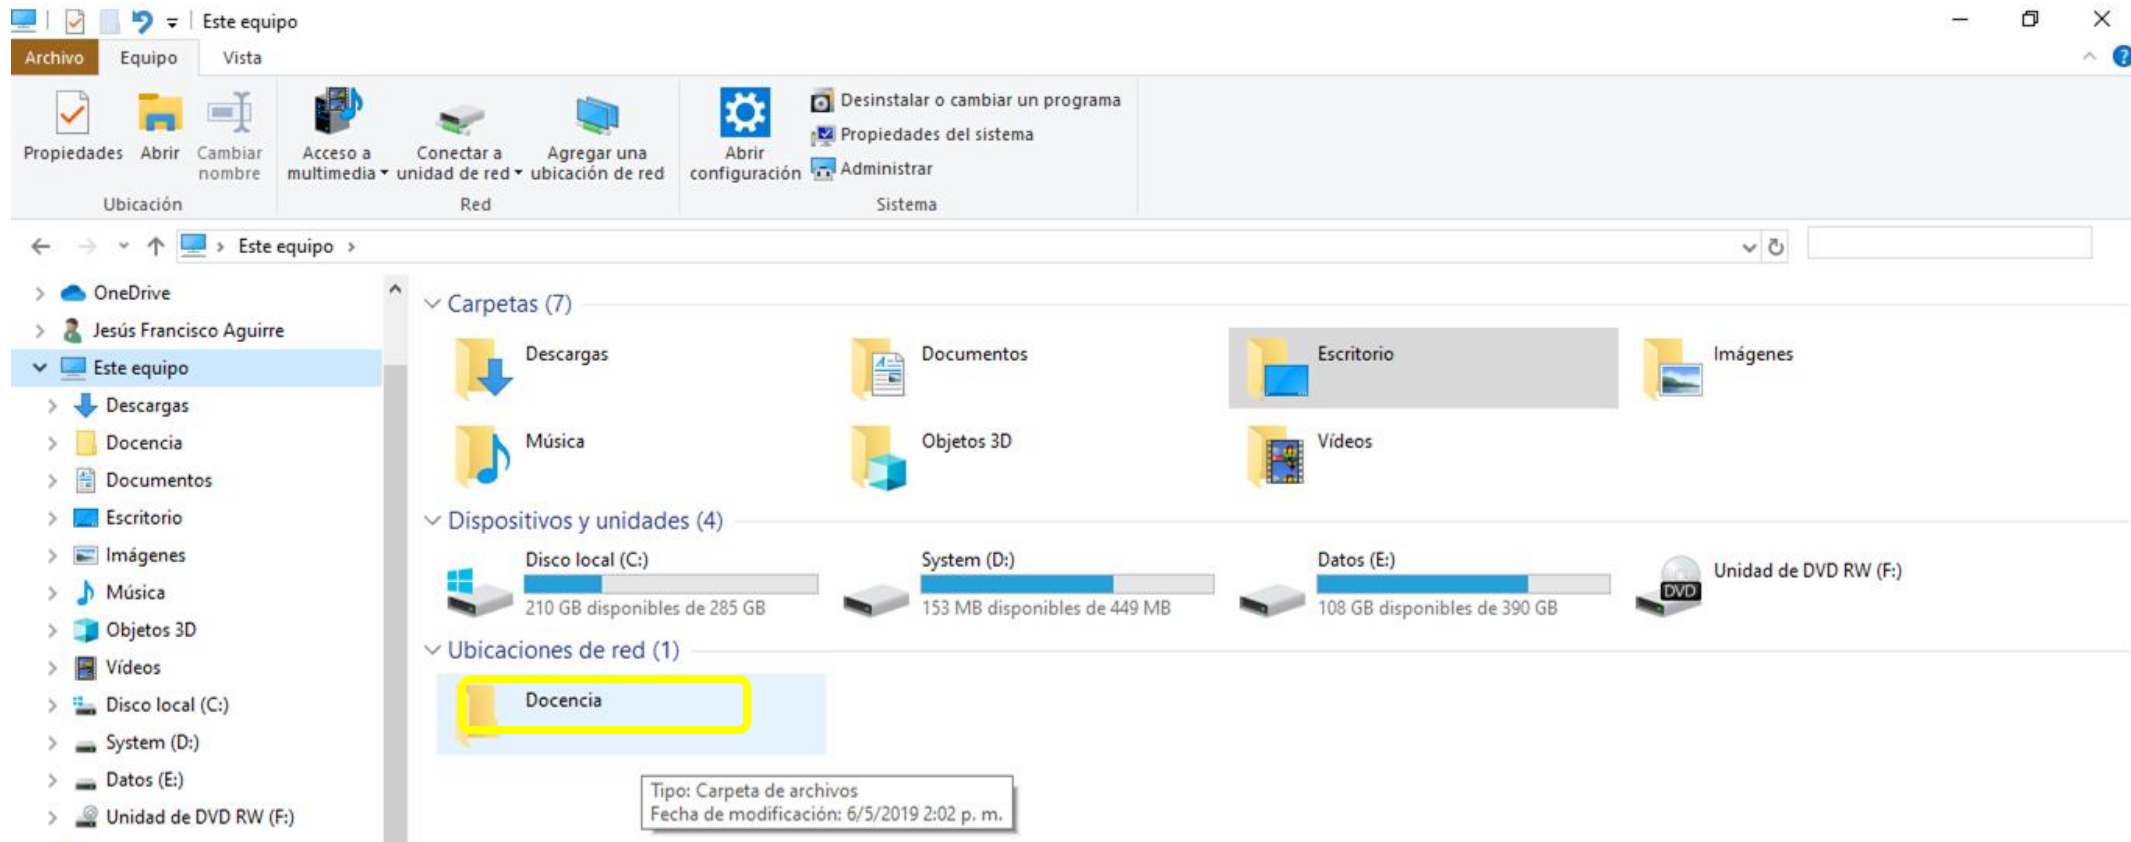 Este equipo
Archivo Equipo Vista
Propiedades Abrir Cambiar nombre
Acceso a multimedia Conectar a unidad de red Agregar una ubicación de red
Abrir configuración
Desinstalar o cambiar un programa
Propiedades del sistema
Administrar
Ubicación Red Sistema
Este equipo
OneDrive
Jesús Francisco Aguirre
Este equipo
Descargas
Docencia
Documentos
Escritorio
Imágenes
Música
Objetos 3D
Vídeos
Disco local (C:)
System (D:)
Datos (E:)
Unidad de DVD RW (F:)
Carpetas (7)
Descargas Documentos Escritorio Imágenes
Música Objetos 3D Vídeos
Dispositivos y unidades (4)
Disco local (C:)
210 GB disponibles de 285 GB
System (D:)
153 MB disponibles de 449 MB
Datos (E:)
108 GB disponibles de 390 GB
DVD
Unidad de DVD RW (F:)
Ubicaciones de red (1)
Docencia
Tipo: Carpeta de archivos
Fecha de modificación: 6/5/2019 2:02 p. m.